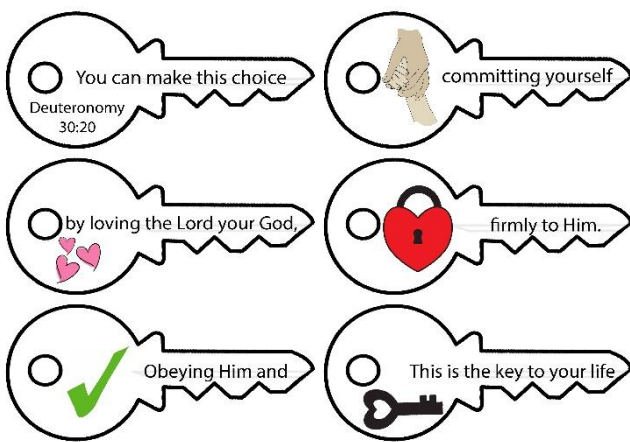 You can make this choice
Deuteronomy
30:20
by loving the Lord your God,
Obeying Him and
committing yourself
firmly to Him.
This is the key to your life